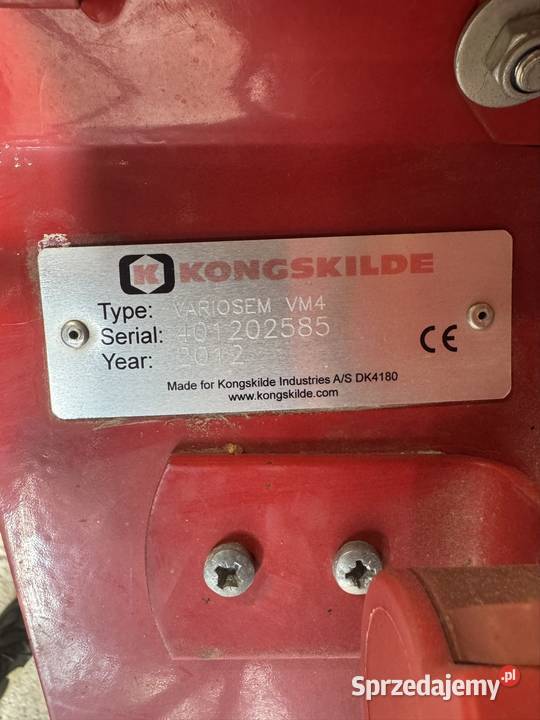 K KONGSKILDE
Type: VARIOSEM VM4
Serial: 401202585
Year: 2012
CE
Made for Kongskilde Industries A/S DK4180
www.kongskilde.com
Sprzedajemy.pl